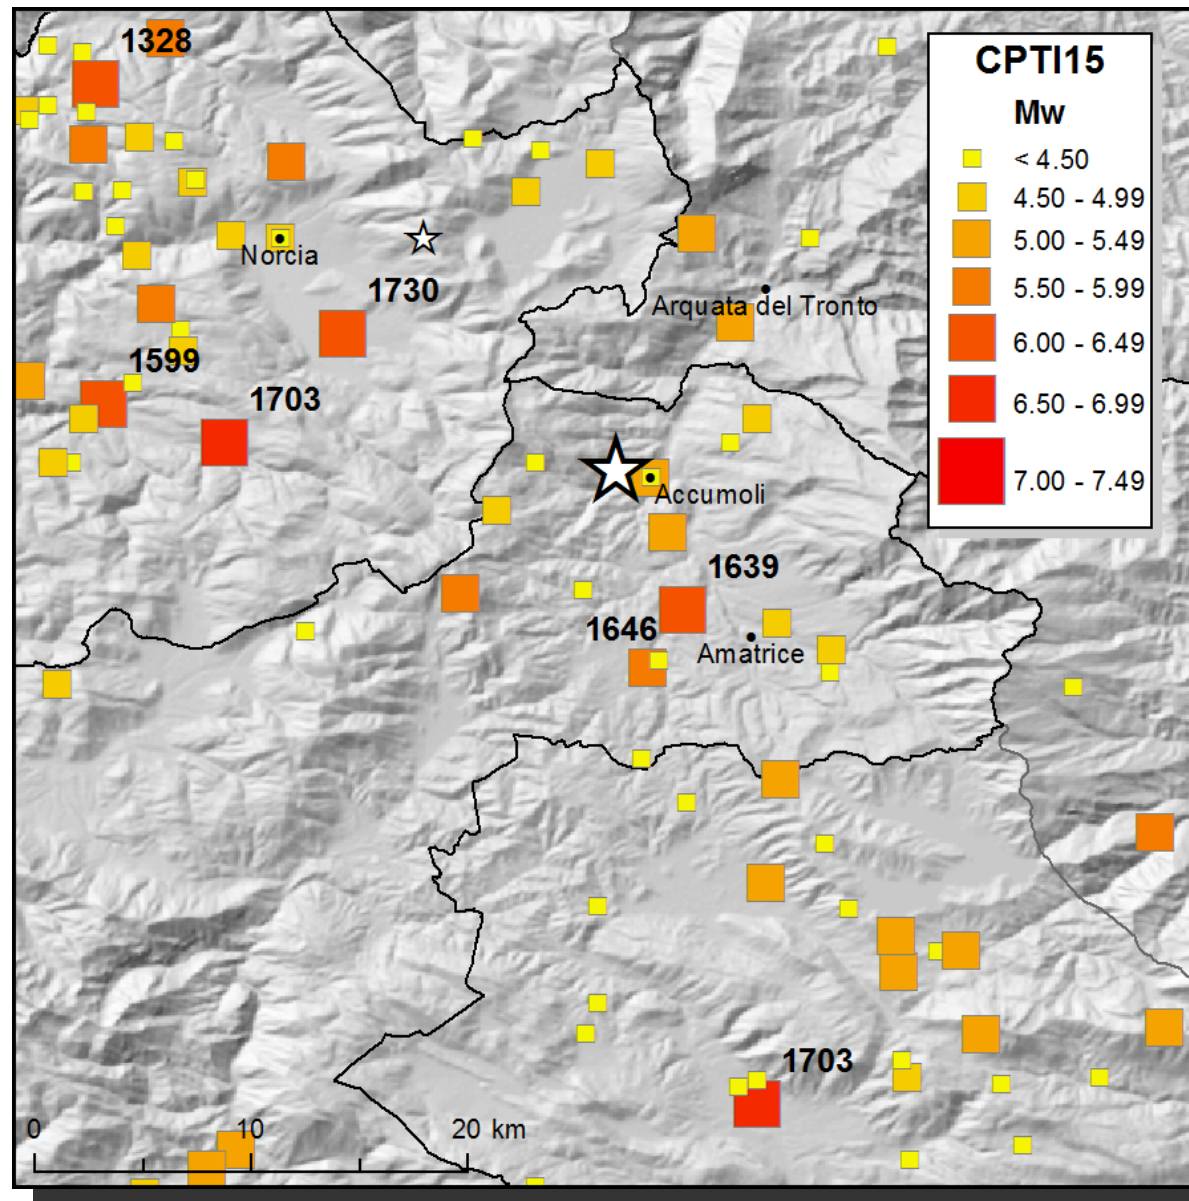 1328
CPTI15
Mw
< 4.50
4.50 - 4.99
5.00 - 5.49
5.50 - 5.99
6.00 - 6.49
6.50 - 6.99
7.00 - 7.49
Norcia
1730
Arquata del Tronto
1599
1703
Accumoli
1639
1646
Amatrice
1703
0 10 20 km